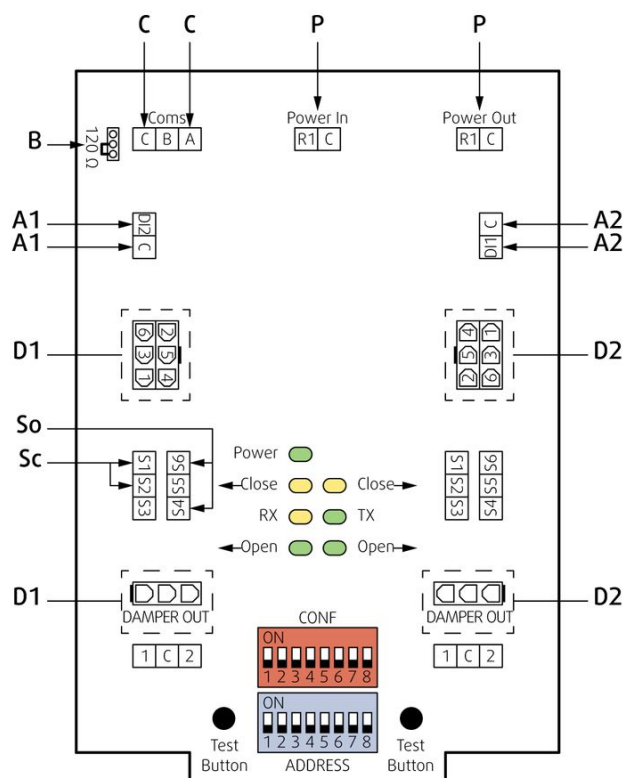 C C P P
Coms Power In Power Out
B 120 Ω C B A R1 C R1 C
A1 DI2 C A2
A1 C DI1 A2
D1 6 2 4 1 D2
3 5 5 3
1 4 2 6
So
Sc S1 S6 Power S1 S6
S2 S5 Close Close S2 S5
S3 S4 RX TX S3 S4
Open Open
D1 D2
DAMPER OUT CONF DAMPER OUT
1 C 2 ON 1 C 2
1 2 3 4 5 6 7 8
ON
1 2 3 4 5 6 7 8
Test Button ADDRESS Test Button